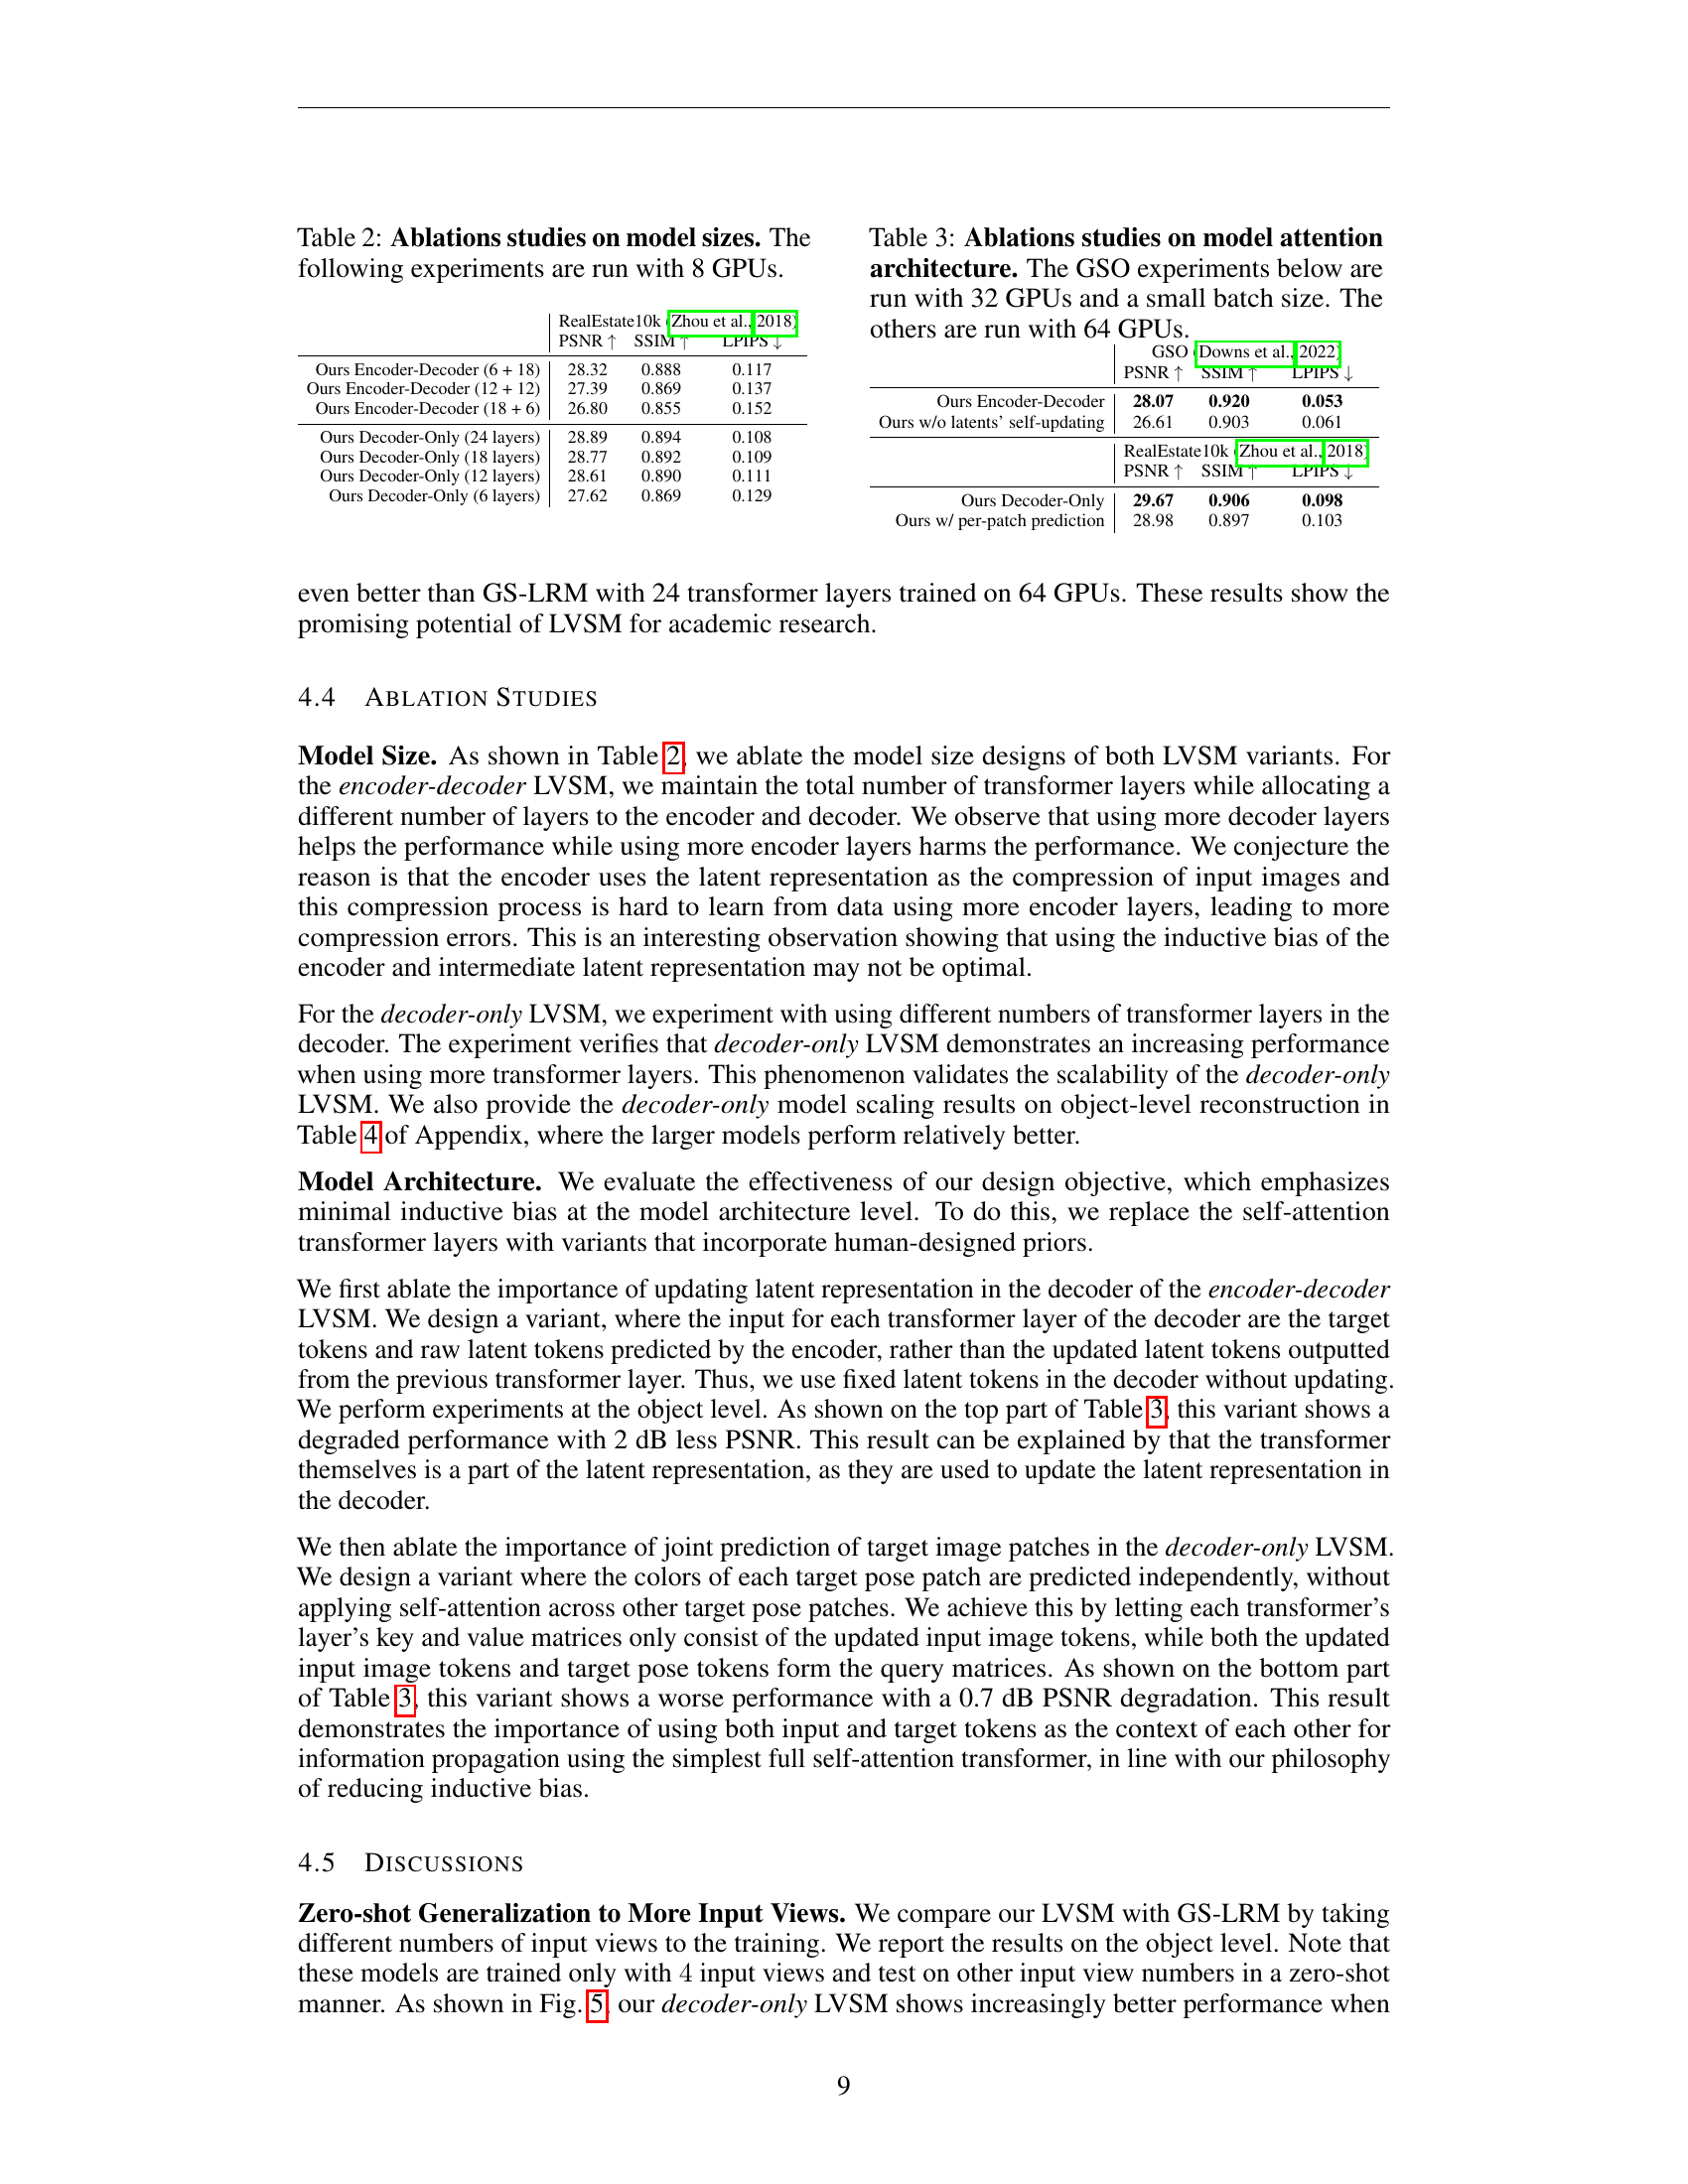 Table 2: Ablations studies on model sizes. The
following experiments are run with 8 GPUs.
RealEstate10k (Zhou et al., 2018)
PSNR ↑ SSIM ↑ LPIPS ↓
Ours Encoder-Decoder (6 + 18) 28.32 0.888 0.117
Ours Encoder-Decoder (12 + 12) 27.39 0.869 0.137
Ours Encoder-Decoder (18 + 6) 26.80 0.855 0.152
Ours Decoder-Only (24 layers) 28.89 0.894 0.108
Ours Decoder-Only (18 layers) 28.77 0.892 0.109
Ours Decoder-Only (12 layers) 28.61 0.890 0.111
Ours Decoder-Only (6 layers) 27.62 0.869 0.129
Table 3: Ablations studies on model attention
architecture. The GSO experiments below are
run with 32 GPUs and a small batch size. The
others are run with 64 GPUs.
GSO (Downs et al., 2022)
PSNR ↑ SSIM ↑ LPIPS ↓
Ours Encoder-Decoder 28.07 0.920 0.053
Ours w/o latents' self-updating 26.61 0.903 0.061
RealEstate10k (Zhou et al., 2018)
PSNR ↑ SSIM ↑ LPIPS ↓
Ours Decoder-Only 29.67 0.906 0.098
Ours w/ per-patch prediction 28.98 0.897 0.103
even better than GS-LRM with 24 transformer layers trained on 64 GPUs. These results show the
promising potential of LVSM for academic research.
4.4 ABLATION STUDIES
Model Size. As shown in Table 2, we ablate the model size designs of both LVSM variants. For
the encoder-decoder LVSM, we maintain the total number of transformer layers while allocating a
different number of layers to the encoder and decoder. We observe that using more decoder layers
helps the performance while using more encoder layers harms the performance. We conjecture the
reason is that the encoder uses the latent representation as the compression of input images and
this compression process is hard to learn from data using more encoder layers, leading to more
compression errors. This is an interesting observation showing that using the inductive bias of the
encoder and intermediate latent representation may not be optimal.
For the decoder-only LVSM, we experiment with using different numbers of transformer layers in the
decoder. The experiment verifies that decoder-only LVSM demonstrates an increasing performance
when using more transformer layers. This phenomenon validates the scalability of the decoder-only
LVSM. We also provide the decoder-only model scaling results on object-level reconstruction in
Table 4 of Appendix, where the larger models perform relatively better.
Model Architecture. We evaluate the effectiveness of our design objective, which emphasizes
minimal inductive bias at the model architecture level. To do this, we replace the self-attention
transformer layers with variants that incorporate human-designed priors.
We first ablate the importance of updating latent representation in the decoder of the encoder-decoder
LVSM. We design a variant, where the input for each transformer layer of the decoder are the target
tokens and raw latent tokens predicted by the encoder, rather than the updated latent tokens outputted
from the previous transformer layer. Thus, we use fixed latent tokens in the decoder without updating.
We perform experiments at the object level. As shown on the top part of Table 3, this variant shows a
degraded performance with 2 dB less PSNR. This result can be explained by that the transformer
themselves is a part of the latent representation, as they are used to update the latent representation in
the decoder.
We then ablate the importance of joint prediction of target image patches in the decoder-only LVSM.
We design a variant where the colors of each target pose patch are predicted independently, without
applying self-attention across other target pose patches. We achieve this by letting each transformer's
layer's key and value matrices only consist of the updated input image tokens, while both the updated
input image tokens and target pose tokens form the query matrices. As shown on the bottom part
of Table 3, this variant shows a worse performance with a 0.7 dB PSNR degradation. This result
demonstrates the importance of using both input and target tokens as the context of each other for
information propagation using the simplest full self-attention transformer, in line with our philosophy
of reducing inductive bias.
4.5 DISCUSSIONS
Zero-shot Generalization to More Input Views. We compare our LVSM with GS-LRM by taking
different numbers of input views to the training. We report the results on the object level. Note that
these models are trained only with 4 input views and test on other input view numbers in a zero-shot
manner. As shown in Fig. 5, our decoder-only LVSM shows increasingly better performance when
9